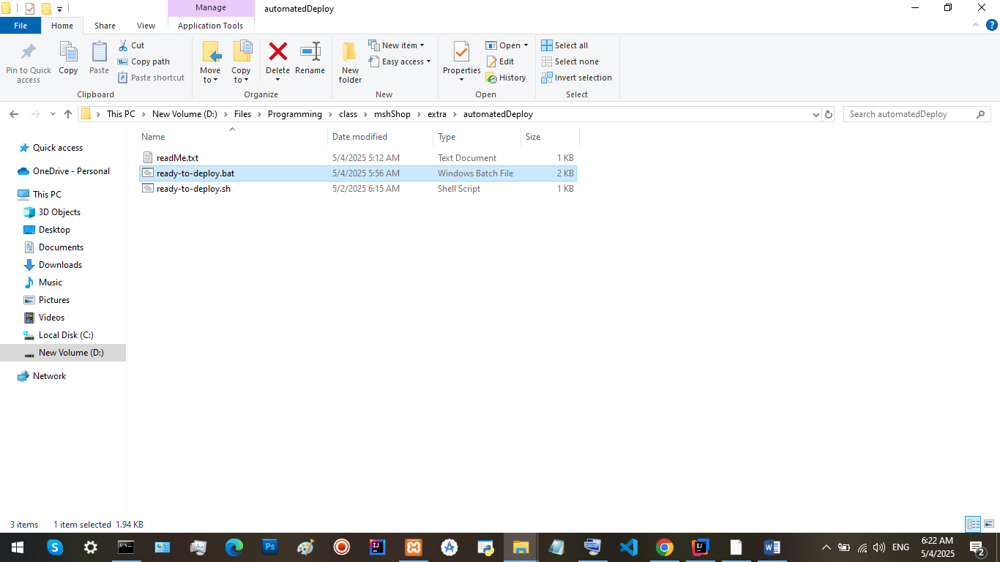 Manage
automatedDeploy
File
Home
Share
View
Application Tools
?
Pin to Quick access
Copy
Paste
Cut
Copy path
Paste shortcut
Clipboard
Move to
Copy to
Delete
Rename
Organize
New folder
New item
Easy access
New
Properties
Open
Edit
History
Open
Select all
Select none
Invert selection
Select
This PC › New Volume (D:) › Files › Programming › class › mshShop › extra › automatedDeploy
Search automatedDeploy
Name Date modified Type Size
readMe.txt 5/4/2025 5:12 AM Text Document 1 KB
ready-to-deploy.bat 5/4/2025 5:56 AM Windows Batch File 2 KB
ready-to-deploy.sh 5/2/2025 6:15 AM Shell Script 1 KB
Quick access
OneDrive - Personal
This PC
3D Objects
Desktop
Documents
Downloads
Music
Pictures
Videos
Local Disk (C:)
New Volume (D:)
Network
3 items 1 item selected 1.94 KB
S
Ps
IJ
IJ
W
ENG
6:22 AM
5/4/2025
2